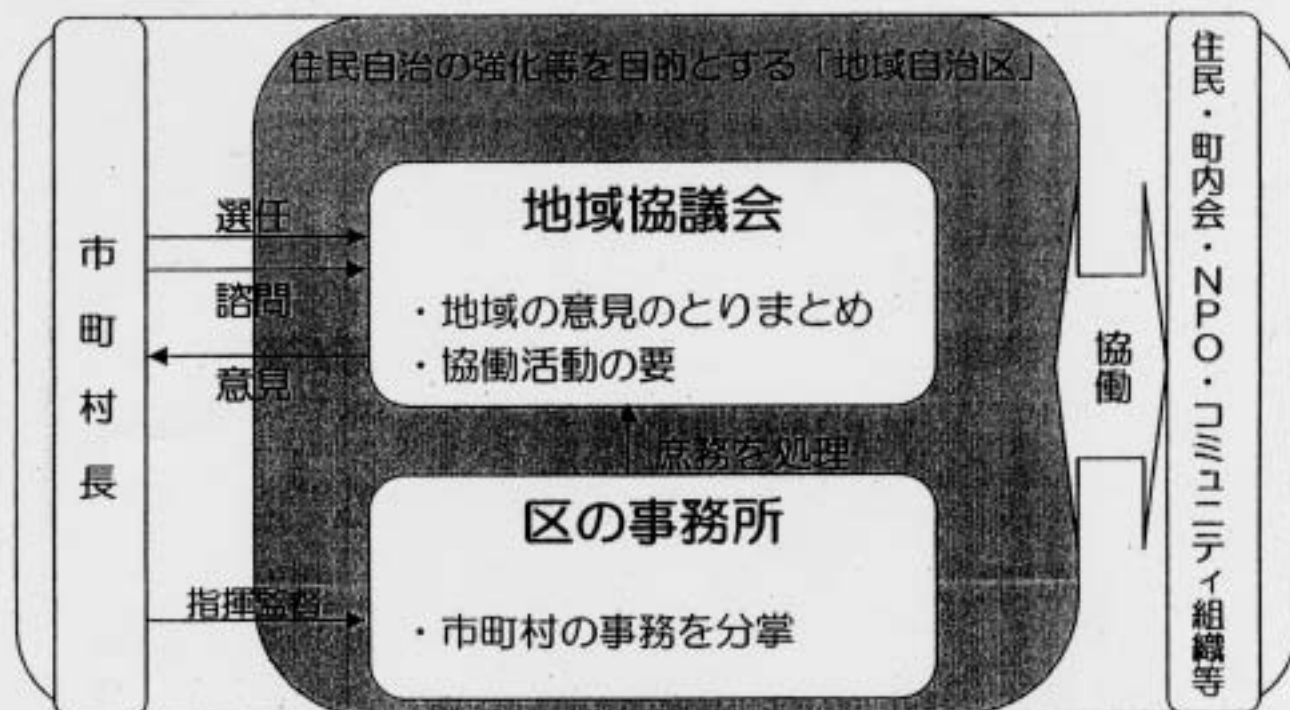 住民自治の強化等を目的とする「地域自治区」
市町村長
選任
諮問
意見
地域協議会
・地域の意見のとりまとめ
・協働活動の要
庶務を処理
区の事務所
・市町村の事務を分掌
指揮監督
協働
住民・町内会・NPO・コミュニティ組織等